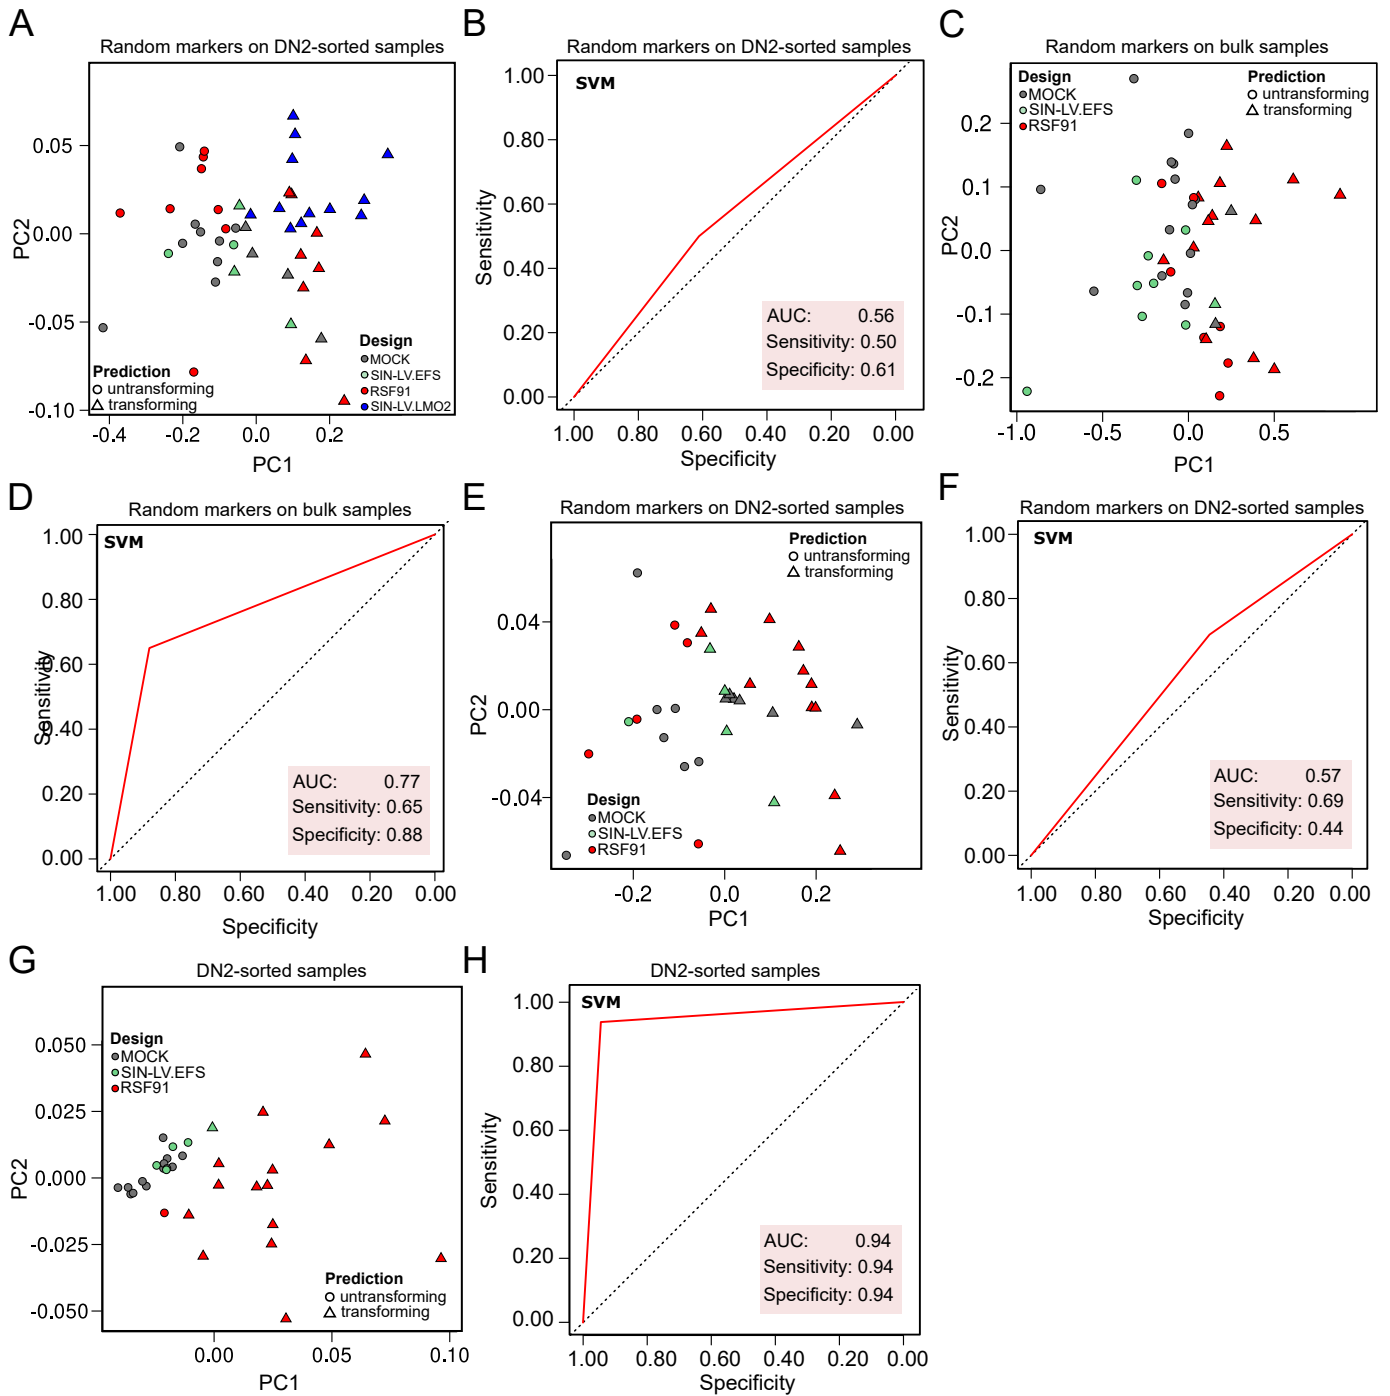 A
Random markers on DN2-sorted samples
PC2
0.05
0.00
-0.05
-0.10
-0.4
-0.2
0.0
0.2
PC1
Prediction
untransforming
transforming
Design
MOCK
SIN-LV.EFS
RSF91
SIN-LV.LMO2
B
Random markers on DN2-sorted samples
SVM
Sensitivity
1.00
0.80
0.60
0.40
0.20
0.00
AUC: 0.56
Sensitivity: 0.50
Specificity: 0.61
1.00 0.80 0.60 0.40 0.20 0.00
Specificity
C
Random markers on bulk samples
Design
MOCK
SIN-LV.EFS
RSF91
Prediction
untransforming
transforming
PC2
0.2
0.1
0.0
-0.1
-0.2
-1.0
-0.5
0.0
0.5
PC1
D
Random markers on bulk samples
SVM
Sensitivity
1.00
0.80
0.60
0.40
0.20
0.00
AUC: 0.77
Sensitivity: 0.65
Specificity: 0.88
1.00 0.80 0.60 0.40 0.20 0.00
Specificity
E
Random markers on DN2-sorted samples
Prediction
untransforming
transforming
PC2
0.04
0.00
-0.04
Design
MOCK
SIN-LV.EFS
RSF91
-0.2
0.0
0.2
PC1
F
Random markers on DN2-sorted samples
SVM
Sensitivity
1.00
0.80
0.60
0.40
0.20
0.00
AUC: 0.57
Sensitivity: 0.69
Specificity: 0.44
1.00 0.80 0.60 0.40 0.20 0.00
Specificity
G
DN2-sorted samples
Design
MOCK
SIN-LV.EFS
RSF91
PC2
0.050
0.025
0.000
-0.025
-0.050
Prediction
untransforming
transforming
0.00
0.05
0.10
PC1
H
DN2-sorted samples
SVM
Sensitivity
1.00
0.80
0.60
0.40
0.20
0.00
AUC: 0.94
Sensitivity: 0.94
Specificity: 0.94
1.00 0.80 0.60 0.40 0.20 0.00
Specificity